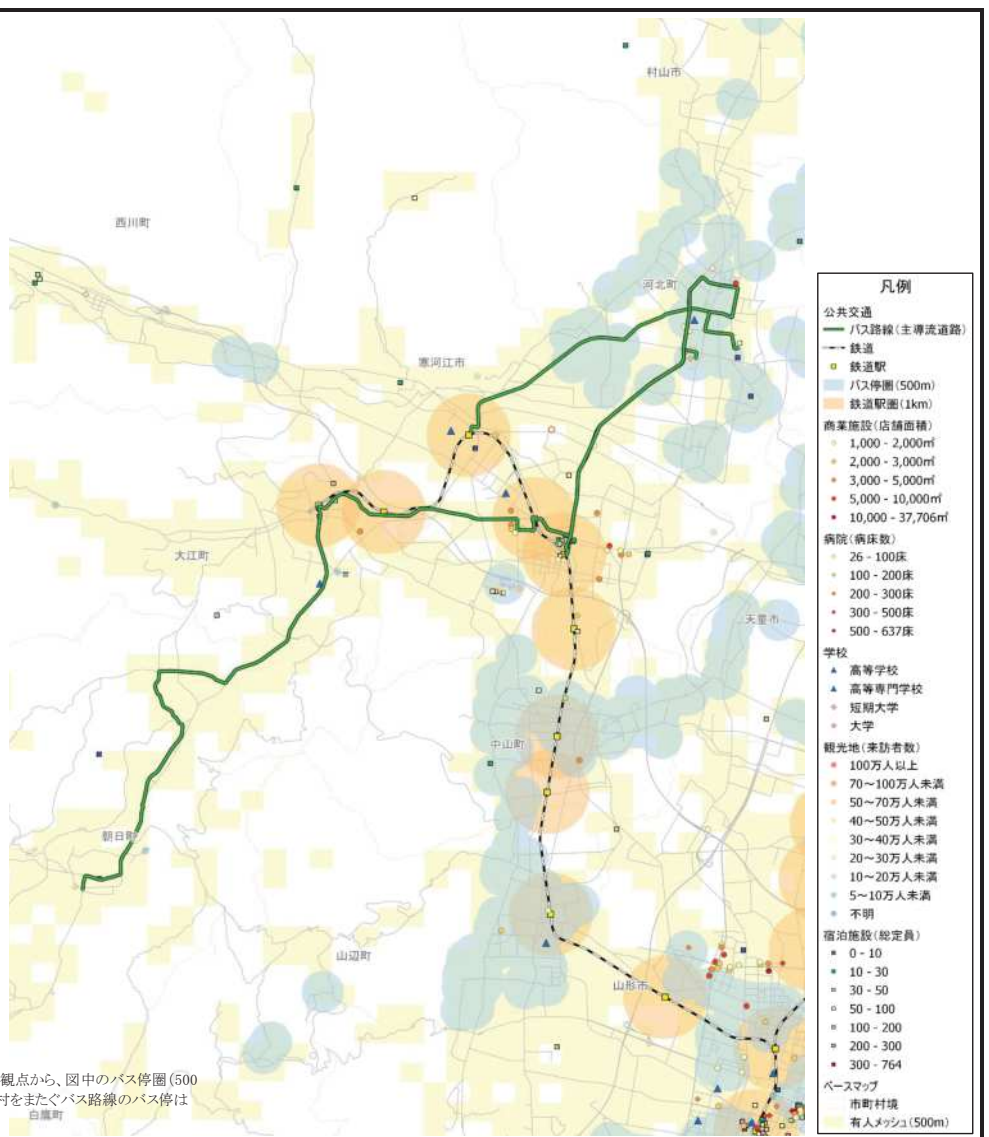 村山市
西川町
河北町
寒河江市
大江町
天童市
中山町
朝日町
山辺町
山形市
観点から、図中のバス停圏(500
村をまたぐバス路線のバス停は
白鷹町
凡例
公共交通
バス路線(主導流道路)
鉄道
鉄道駅
バス停圏(500m)
鉄道駅圏(1km)
商業施設(店舗面積)
1,000 - 2,000㎡
2,000 - 3,000㎡
3,000 - 5,000㎡
5,000 - 10,000㎡
10,000 - 37,706㎡
病院(病床数)
26 - 100床
100 - 200床
200 - 300床
300 - 500床
500 - 637床
学校
高等学校
高等専門学校
短期大学
大学
観光地(来訪者数)
100万人以上
70～100万人未満
50～70万人未満
40～50万人未満
30～40万人未満
20～30万人未満
10～20万人未満
5～10万人未満
不明
宿泊施設(総定員)
0 - 10
10 - 30
30 - 50
50 - 100
100 - 200
200 - 300
300 - 764
ベースマップ
市町村境
有人メッシュ(500m)